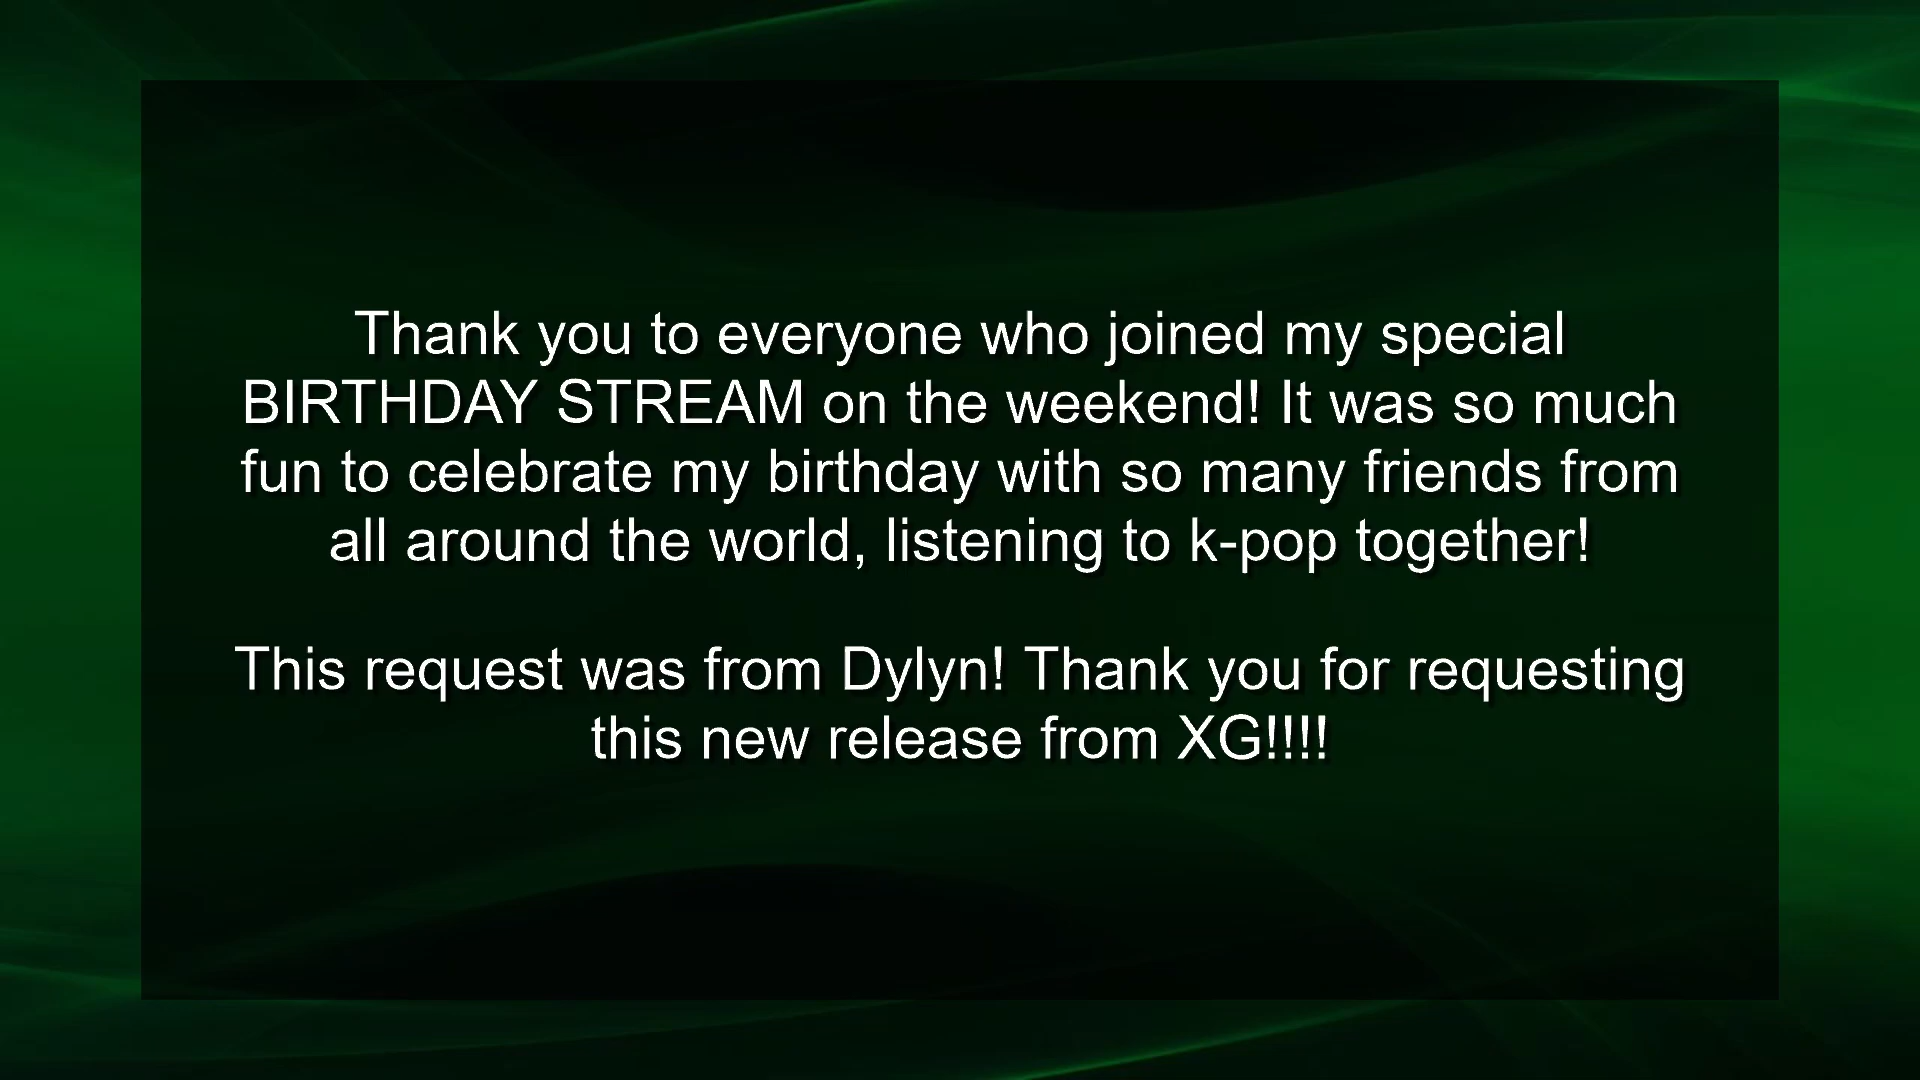 Thank you to everyone who joined my special
BIRTHDAY STREAM on the weekend! It was so much
fun to celebrate my birthday with so many friends from
all around the world, listening to k-pop together!
This request was from Dylyn! Thank you for requesting
this new release from XG!!!!